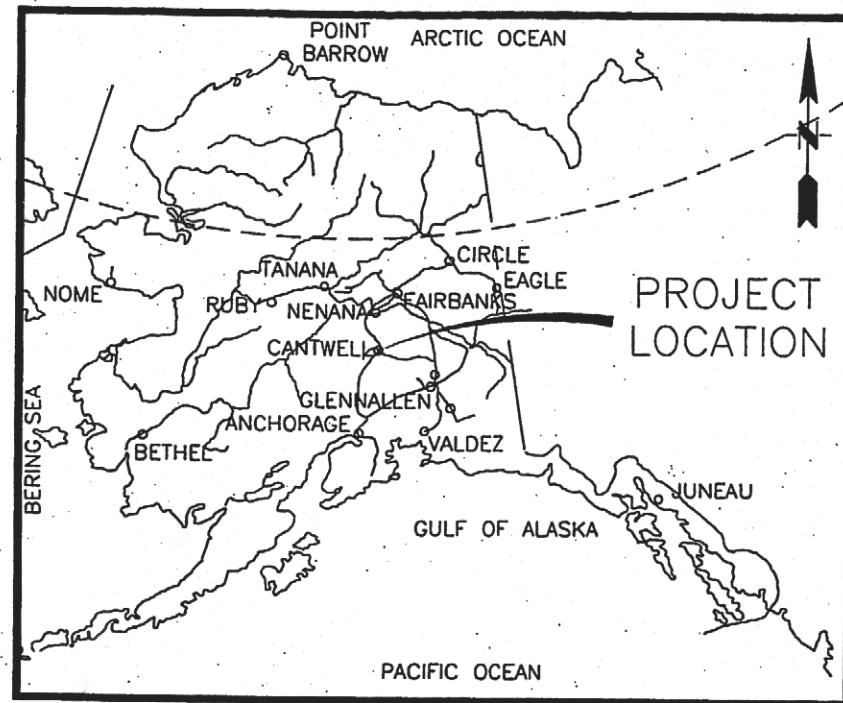 POINT
BARROW
ARCTIC OCEAN
N
CIRCLE
TANANA
EAGLE
NOME
RUBY
NENANA
FAIRBANKS
PROJECT
LOCATION
CANTWELL
GLENNALLEN
ANCHORAGE
BETHEL
VALDEZ
BERING SEA
JUNEAU
GULF OF ALASKA
PACIFIC OCEAN